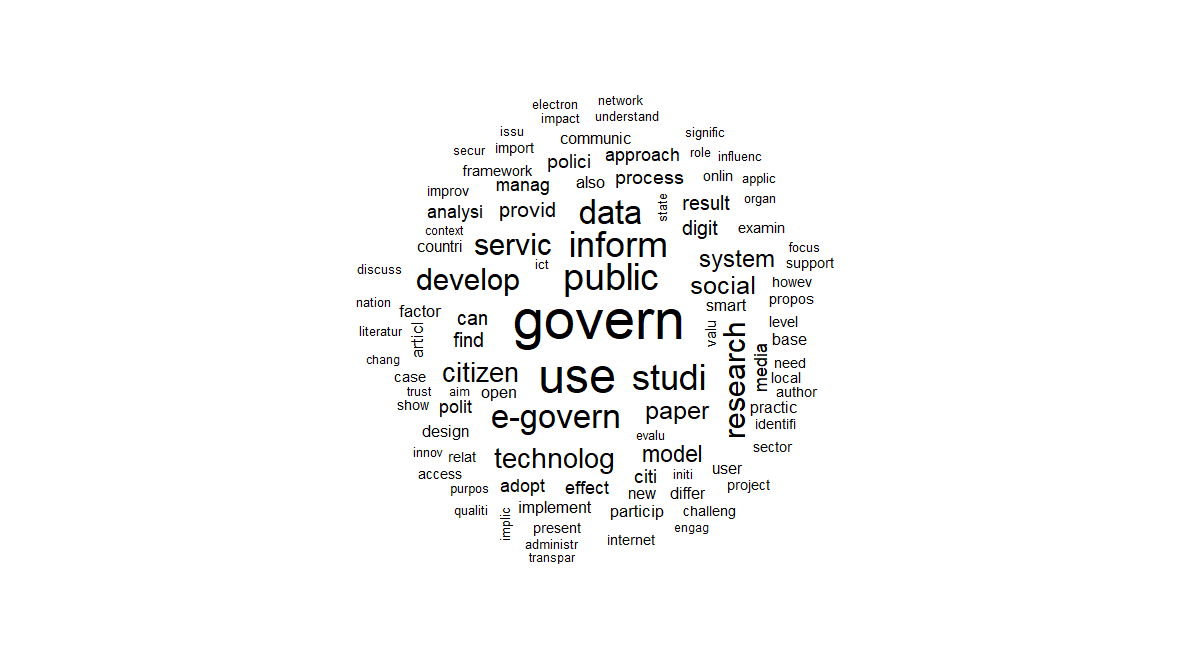 electron
network
impact
understand
issu
communic
signific
secur
import
polici
approach
role
influenc
framework
manag
also
process
onlin
applic
improv
analysi
provid
data
state
result
organ
context
digit
examin
countri
servic
inform
system
focus
support
discuss
develop
ict
public
social
howev
nation
factor
smart
propos
literatur
articl
can
govern
valu
level
find
research
base
chang
media
need
case
citizen
use
studi
local
trust
aim
open
author
show
polit
e-govern
paper
practic
identifi
design
evalu
sector
innov
relat
technolog
model
access
citi
initi
user
purpos
adopt
effect
new
differ
project
qualiti
implic
implement
particip
challeng
present
engag
administr
internet
transpar